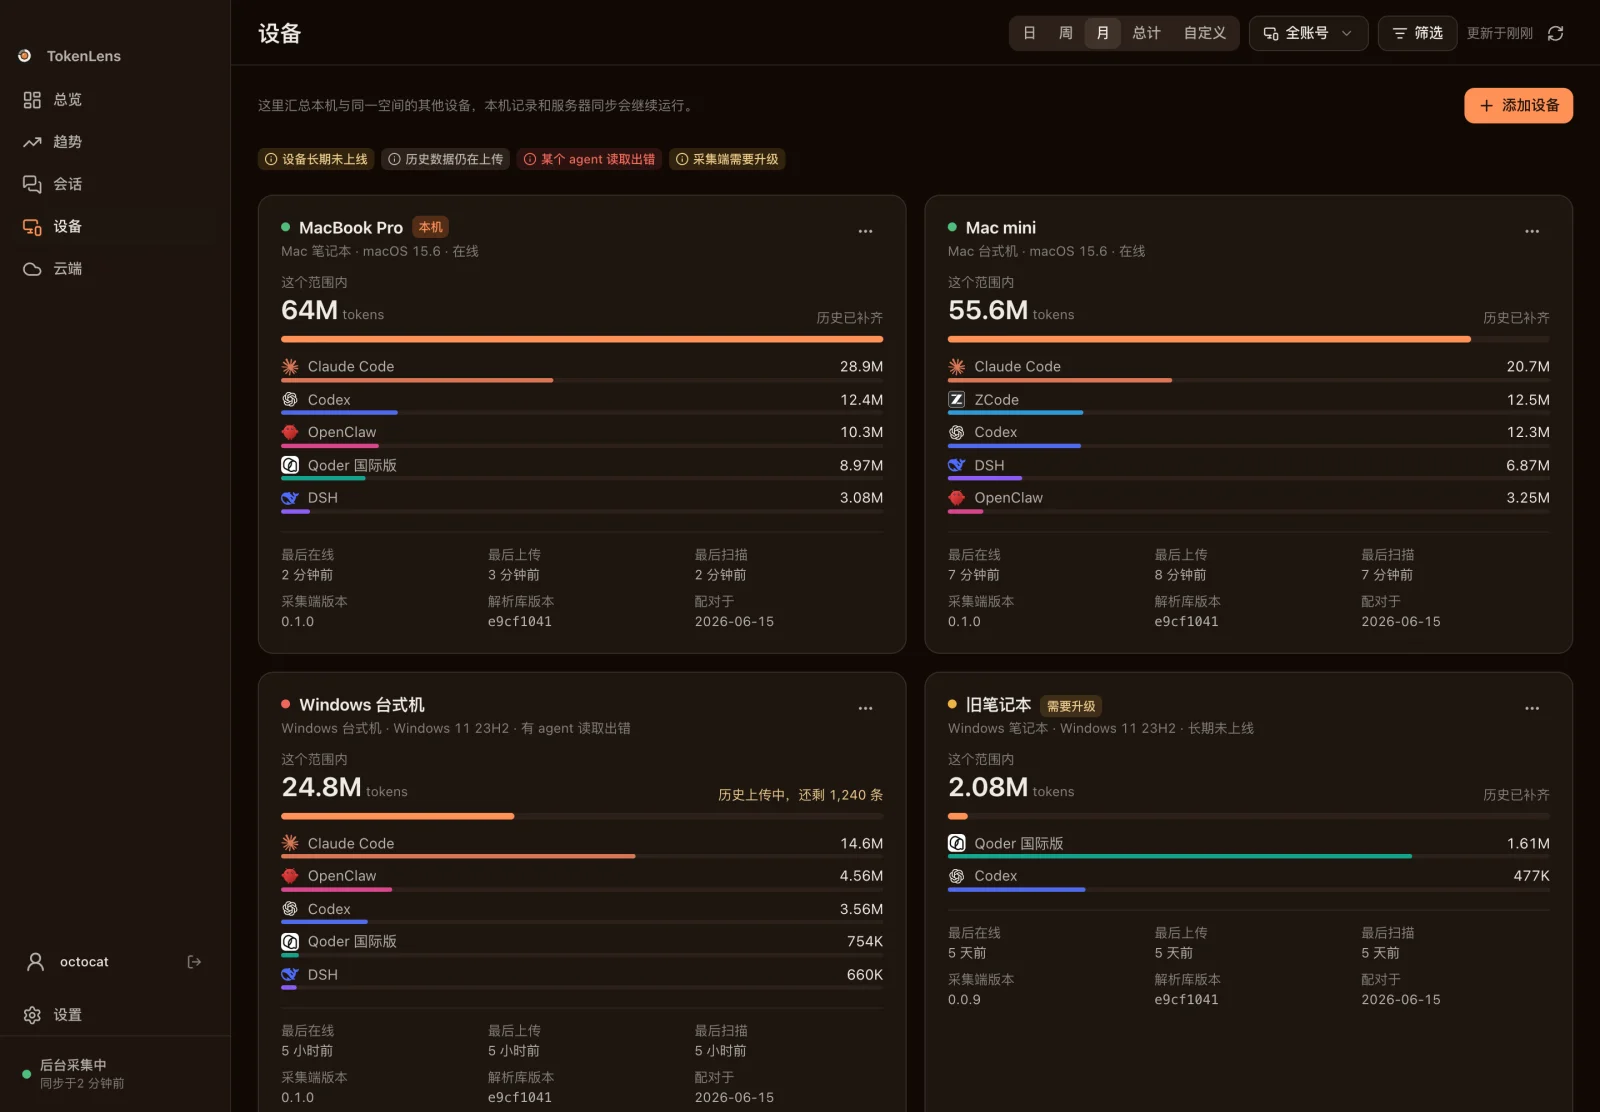 TokenLens
总览
趋势
会话
设备
云端
octocat
设置
后台采集中
同步于2 分钟前
设备
日 周 月 总计 自定义
全账号
筛选
更新于刚刚
这里汇总本机与同一空间的其他设备，本机记录和服务器同步会继续运行。
添加设备
设备长期未上线 历史数据仍在上传 某个 agent 读取出错 采集端需要升级
MacBook Pro 本机
Mac 笔记本 · macOS 15.6 · 在线
这个范围内
64M tokens 历史已补齐
Claude Code 28.9M
Codex 12.4M
OpenClaw 10.3M
Qoder 国际版 8.97M
DSH 3.08M
最后在线 最后上传 最后扫描
2 分钟前 3 分钟前 2 分钟前
采集端版本 解析库版本 配对于
0.1.0 e9cf1041 2026-06-15
Mac mini
Mac 台式机 · macOS 15.6 · 在线
这个范围内
55.6M tokens 历史已补齐
Claude Code 20.7M
ZCode 12.5M
Codex 12.3M
DSH 6.87M
OpenClaw 3.25M
最后在线 最后上传 最后扫描
7 分钟前 8 分钟前 7 分钟前
采集端版本 解析库版本 配对于
0.1.0 e9cf1041 2026-06-15
Windows 台式机
Windows 台式机 · Windows 11 23H2 · 有 agent 读取出错
这个范围内
24.8M tokens 历史上传中，还剩 1,240 条
Claude Code 14.6M
OpenClaw 4.56M
Codex 3.56M
Qoder 国际版 754K
DSH 660K
最后在线 最后上传 最后扫描
5 小时前 5 小时前 5 小时前
采集端版本 解析库版本 配对于
0.1.0 e9cf1041 2026-06-15
旧笔记本 需要升级
Windows 笔记本 · Windows 11 23H2 · 长期未上线
这个范围内
2.08M tokens 历史已补齐
Qoder 国际版 1.61M
Codex 477K
最后在线 最后上传 最后扫描
5 天前 5 天前 5 天前
采集端版本 解析库版本 配对于
0.0.9 e9cf1041 2026-06-15